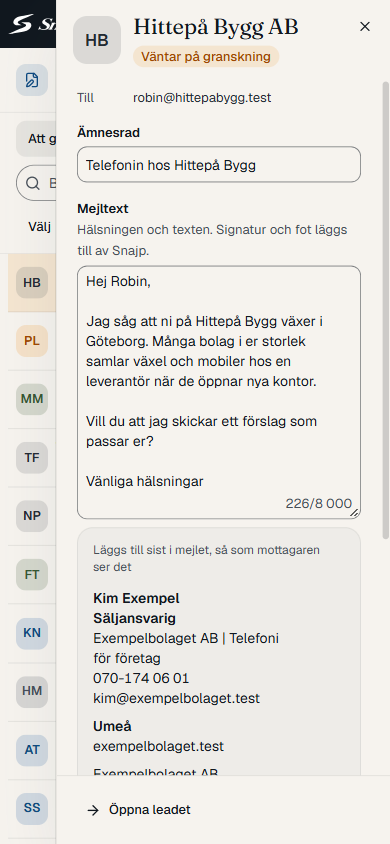 HB
Hittepå Bygg AB
Väntar på granskning
Till robin@hittepabygg.test
Ämnesrad
Telefonin hos Hittepå Bygg
Mejltext
Hälsningen och texten. Signatur och fot läggs
till av Snajp.
Hej Robin,
Jag såg att ni på Hittepå Bygg växer i
Göteborg. Många bolag i er storlek
samlar växel och mobiler hos en
leverantör när de öppnar nya kontor.
Vill du att jag skickar ett förslag som
passar er?
Vänliga hälsningar
226/8 000
Läggs till sist i mejlet, så som mottagaren
ser det
Kim Exempel
Säljansvarig
Exempelbolaget AB | Telefoni
för företag
070-174 06 01
kim@exempelbolaget.test
Umeå
exempelbolaget.test
Exempelbolaget AB
Öppna leadet
Att g
Välj
HB
PL
MM
TF
NP
FT
KN
HM
AT
SS